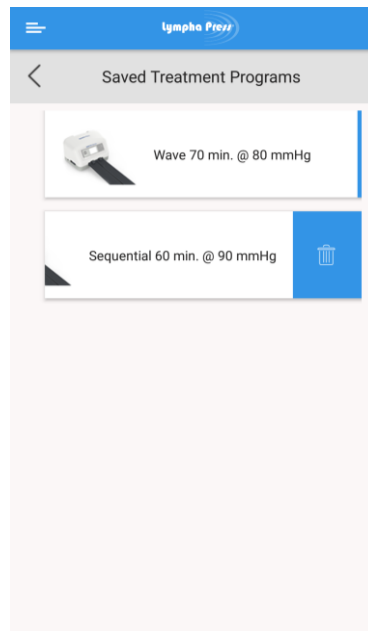 Lympha Press
Saved Treatment Programs
Wave 70 min. @ 80 mmHg
Sequential 60 min. @ 90 mmHg